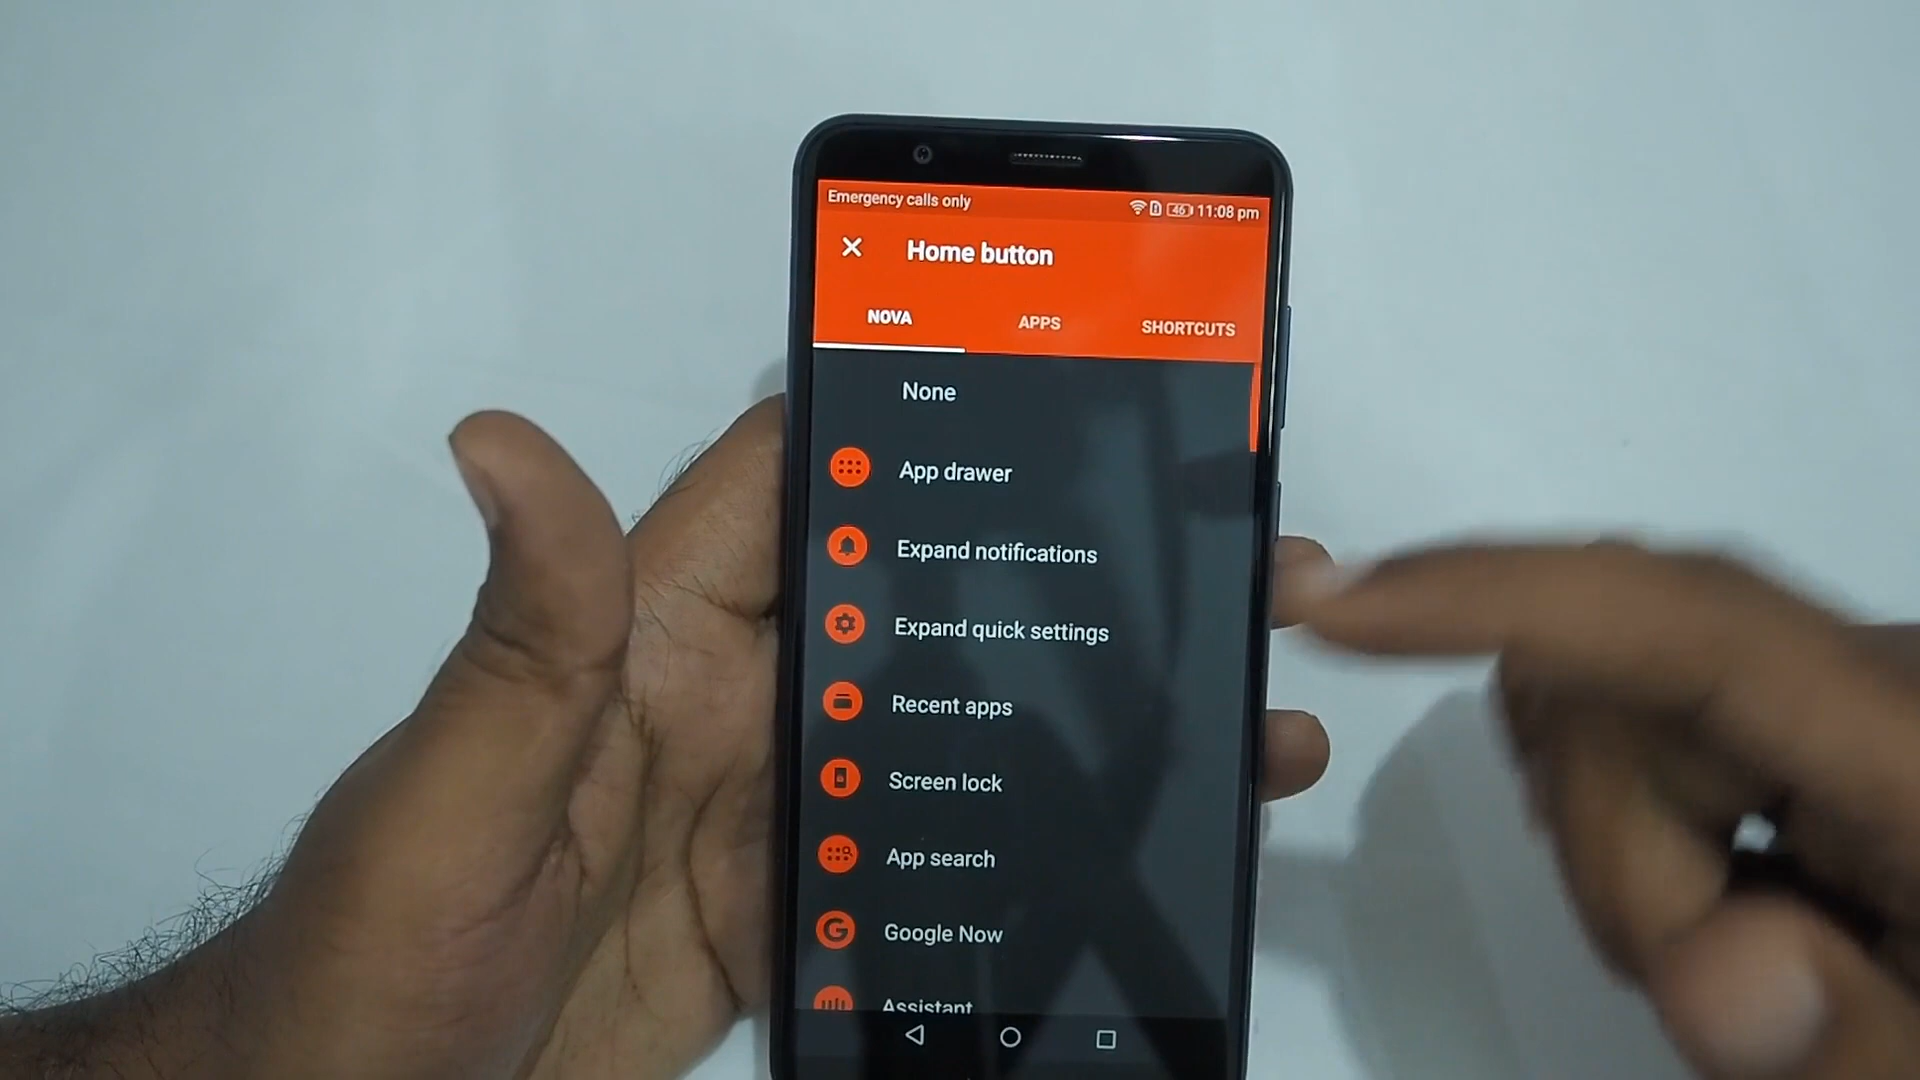 Emergency calls only 46 11:08 pm
Home button
NOVA APPS SHORTCUTS
None
App drawer
Expand notifications
Expand quick settings
Recent apps
Screen lock
App search
G Google Now
Assistant